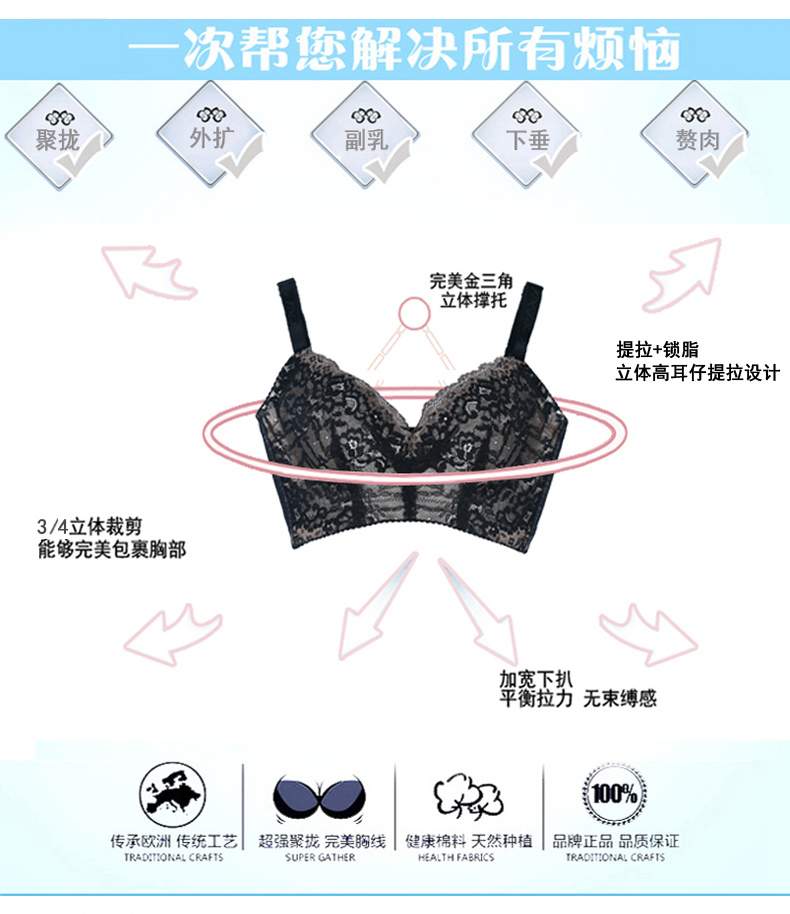 一次帮您解决所有烦恼
聚拢
外扩
副乳
下垂
赘肉
完美金三角
立体撑托
提拉+锁脂
立体高耳仔提拉设计
3/4立体裁剪
能够完美包裹胸部
加宽下扒
平衡拉力 无束缚感
100%
传承欧洲 传统工艺
TRADITIONAL CRAFTS
超强聚拢 完美胸线
SUPER GATHER
健康棉料 天然种植
HEALTH FABRICS
品牌正品 品质保证
TRADITIONAL CRAFTS